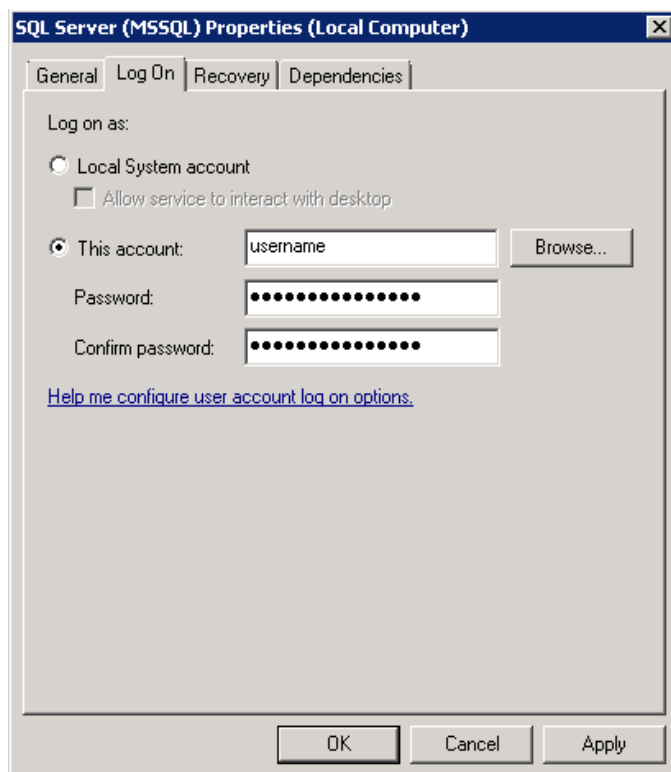 SQL Server (MSSQL) Properties (Local Computer)
General Log On Recovery Dependencies
Log on as:
Local System account
Allow service to interact with desktop
This account: username Browse...
Password: ●●●●●●●●●●●●●●●
Confirm password: ●●●●●●●●●●●●●●●
Help me configure user account log on options.
OK Cancel Apply